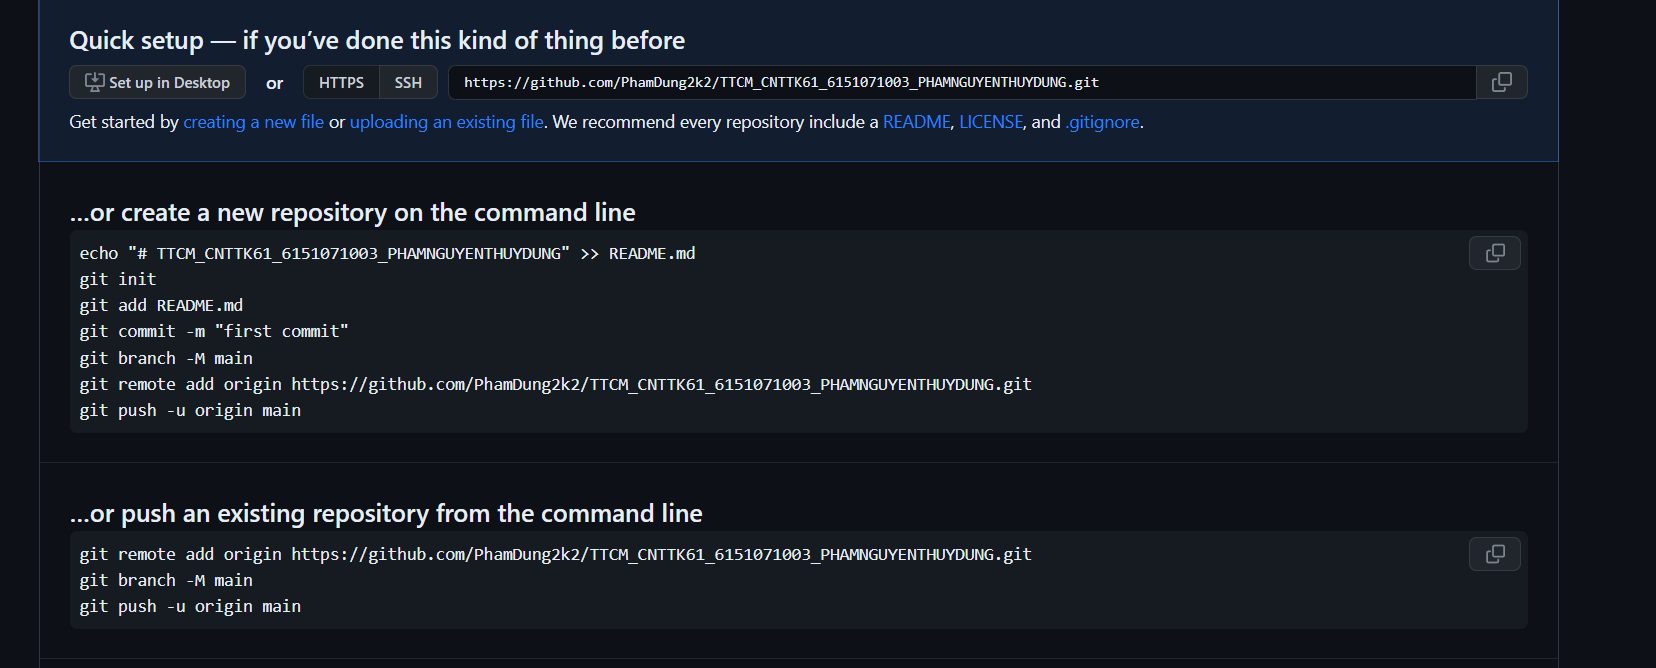 Quick setup — if you’ve done this kind of thing before
Set up in Desktop or HTTPS SSH https://github.com/PhamDung2k2/TTCM_CNTTK61_6151071003_PHAMNGUYENTHUYDUNG.git
Get started by creating a new file or uploading an existing file. We recommend every repository include a README, LICENSE, and .gitignore.
…or create a new repository on the command line
echo "# TTCM_CNTTK61_6151071003_PHAMNGUYENTHUYDUNG" >> README.md
git init
git add README.md
git commit -m "first commit"
git branch -M main
git remote add origin https://github.com/PhamDung2k2/TTCM_CNTTK61_6151071003_PHAMNGUYENTHUYDUNG.git
git push -u origin main
…or push an existing repository from the command line
git remote add origin https://github.com/PhamDung2k2/TTCM_CNTTK61_6151071003_PHAMNGUYENTHUYDUNG.git
git branch -M main
git push -u origin main